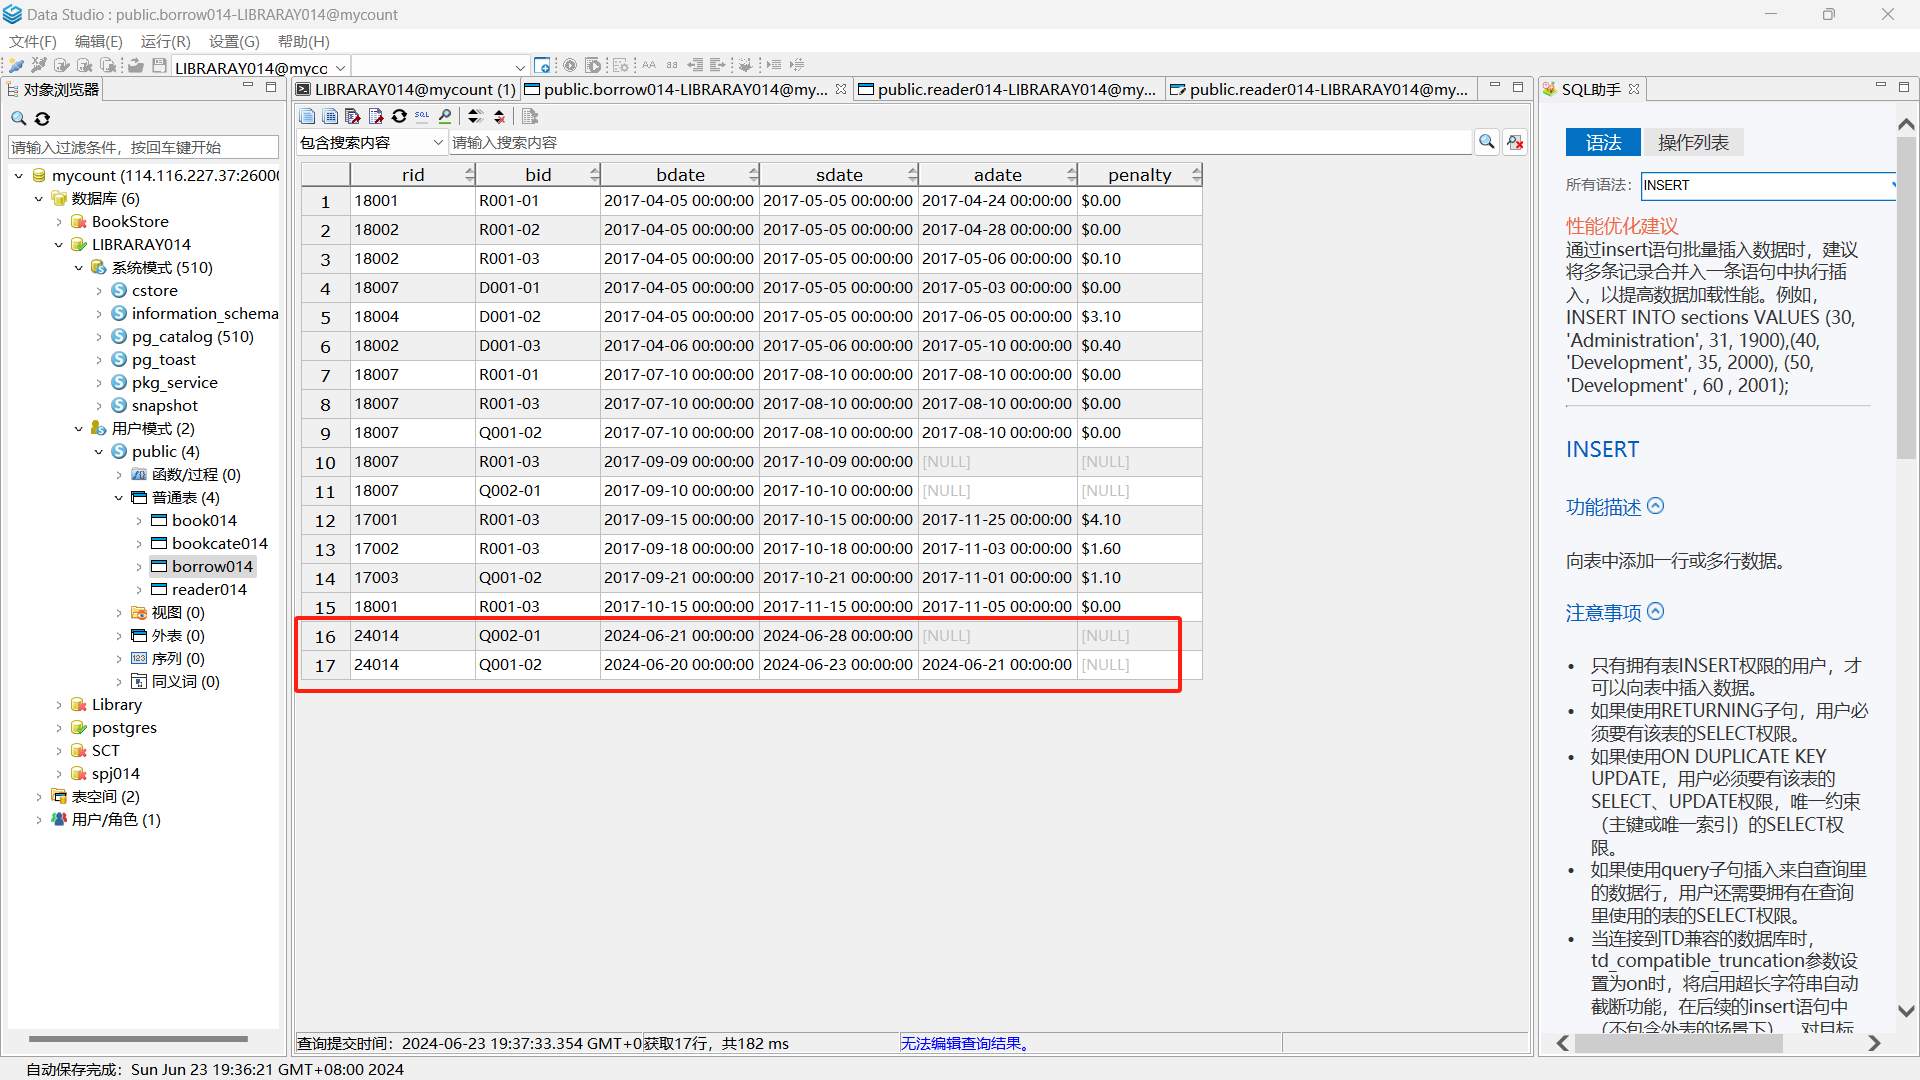 Data Studio : public.borrow014-LIBRARAY014@mycount
文件(F) 编辑(E) 运行(R) 设置(G) 帮助(H)
LIBRARAY014@myco
对象浏览器
请输入过滤条件，按回车键开始
mycount (114.116.227.37:2600
数据库 (6)
BookStore
LIBRARAY014
系统模式 (510)
cstore
information_schema
pg_catalog (510)
pg_toast
pkg_service
snapshot
用户模式 (2)
public (4)
函数/过程 (0)
普通表 (4)
book014
bookcate014
borrow014
reader014
视图 (0)
外表 (0)
序列 (0)
同义词 (0)
Library
postgres
SCT
spj014
表空间 (2)
用户/角色 (1)
LIBRARAY014@mycount (1) public.borrow014-LIBRARAY014@my... public.reader014-LIBRARAY014@my... public.reader014-LIBRARAY014@my...
包含搜索内容 请输入搜索内容
rid bid bdate sdate adate penalty
1 18001 R001-01 2017-04-05 00:00:00 2017-05-05 00:00:00 2017-04-24 00:00:00 $0.00
2 18002 R001-02 2017-04-05 00:00:00 2017-05-05 00:00:00 2017-04-28 00:00:00 $0.00
3 18002 R001-03 2017-04-05 00:00:00 2017-05-05 00:00:00 2017-05-06 00:00:00 $0.10
4 18007 D001-01 2017-04-05 00:00:00 2017-05-05 00:00:00 2017-05-03 00:00:00 $0.00
5 18004 D001-02 2017-04-05 00:00:00 2017-05-05 00:00:00 2017-06-05 00:00:00 $3.10
6 18002 D001-03 2017-04-06 00:00:00 2017-05-06 00:00:00 2017-05-10 00:00:00 $0.40
7 18007 R001-01 2017-07-10 00:00:00 2017-08-10 00:00:00 2017-08-10 00:00:00 $0.00
8 18007 R001-03 2017-07-10 00:00:00 2017-08-10 00:00:00 2017-08-10 00:00:00 $0.00
9 18007 Q001-02 2017-07-10 00:00:00 2017-08-10 00:00:00 2017-08-10 00:00:00 $0.00
10 18007 R001-03 2017-09-09 00:00:00 2017-10-09 00:00:00 [NULL] [NULL]
11 18007 Q002-01 2017-09-10 00:00:00 2017-10-10 00:00:00 [NULL] [NULL]
12 17001 R001-03 2017-09-15 00:00:00 2017-10-15 00:00:00 2017-11-25 00:00:00 $4.10
13 17002 R001-03 2017-09-18 00:00:00 2017-10-18 00:00:00 2017-11-03 00:00:00 $1.60
14 17003 Q001-02 2017-09-21 00:00:00 2017-10-21 00:00:00 2017-11-01 00:00:00 $1.10
15 18001 R001-03 2017-10-15 00:00:00 2017-11-15 00:00:00 2017-11-05 00:00:00 $0.00
16 24014 Q002-01 2024-06-21 00:00:00 2024-06-28 00:00:00 [NULL] [NULL]
17 24014 Q001-02 2024-06-20 00:00:00 2024-06-23 00:00:00 2024-06-21 00:00:00 [NULL]
查询提交时间： 2024-06-23 19:37:33.354 GMT+0 获取17行，共182 ms 无法编辑查询结果。
SQL助手
语法 操作列表
所有语法: INSERT
性能优化建议
通过insert语句批量插入数据时，建议
将多条记录合并入一条语句中执行插
入，以提高数据加载性能。例如，
INSERT INTO sections VALUES (30,
'Administration', 31, 1900),(40,
'Development', 35, 2000), (50,
'Development' , 60 , 2001);
INSERT
功能描述
向表中添加一行或多行数据。
注意事项
• 只有拥有表INSERT权限的用户，才
可以向表中插入数据。
• 如果使用RETURNING子句，用户必
须要有该表的SELECT权限。
• 如果使用ON DUPLICATE KEY
UPDATE，用户必须要有该表的
SELECT、UPDATE权限，唯一约束
（主键或唯一索引）的SELECT权
限。
• 如果使用query子句插入来自查询里
的数据行，用户还需要拥有在查询
里使用的表的SELECT权限。
• 当连接到TD兼容的数据库时，
td_compatible_truncation参数设
置为on时，将启用超长字符串自动
截断功能，在后续的insert语句中
（不包含外表的场景下），对目标
自动保存完成： Sun Jun 23 19:36:21 GMT+08:00 2024